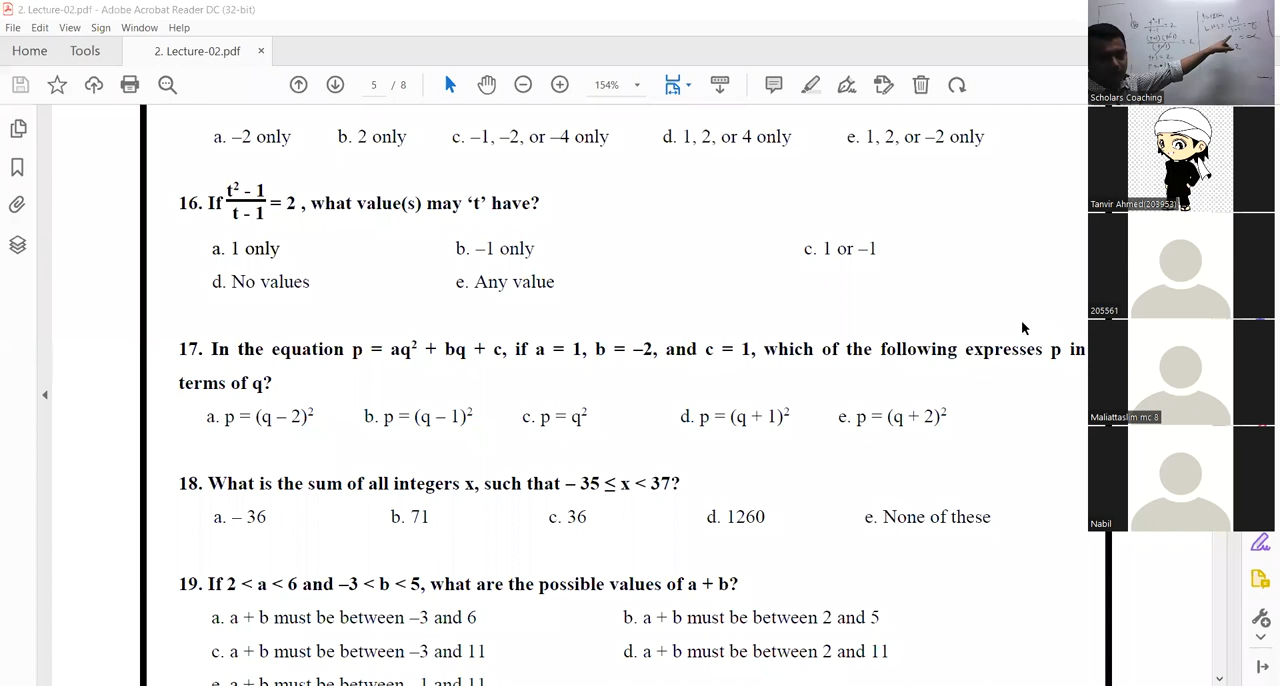 2. Lecture-02.pdf - Adobe Acrobat Reader DC (32-bit)
File Edit View Sign Window Help
Home Tools 2. Lecture-02.pdf ×
5 / 8 154%
a. –2 only b. 2 only c. –1, –2, or –4 only d. 1, 2, or 4 only e. 1, 2, or –2 only
16. If t² - 1 / t - 1 = 2 , what value(s) may ‘t’ have?
a. 1 only b. –1 only c. 1 or –1
d. No values e. Any value
17. In the equation p = aq² + bq + c, if a = 1, b = –2, and c = 1, which of the following expresses p in
terms of q?
a. p = (q – 2)² b. p = (q – 1)² c. p = q² d. p = (q + 1)² e. p = (q + 2)²
18. What is the sum of all integers x, such that – 35 ≤ x < 37?
a. – 36 b. 71 c. 36 d. 1260 e. None of these
19. If 2 < a < 6 and –3 < b < 5, what are the possible values of a + b?
a. a + b must be between –3 and 6 b. a + b must be between 2 and 5
c. a + b must be between –3 and 11 d. a + b must be between 2 and 11
e. a + b must be between –1 and 11
Scholars Coaching
Tanvir Ahmed(203953)
205561
Maliattaslim mc 8
Nabil